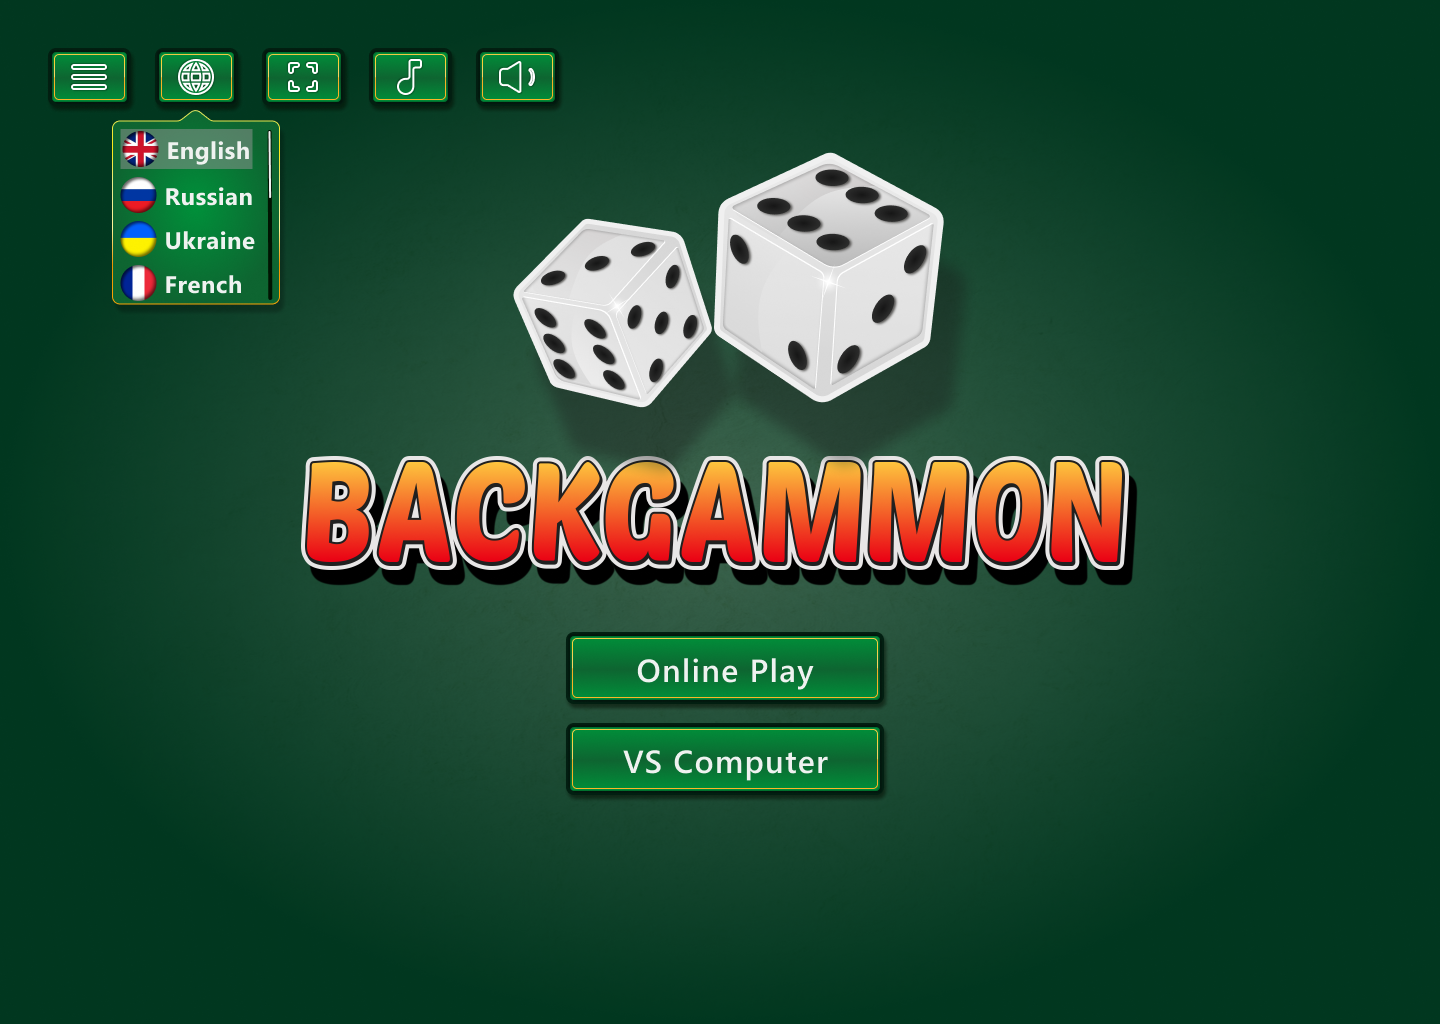 English
Russian
Ukraine
French
BACKGAMMON
Online Play
VS Computer